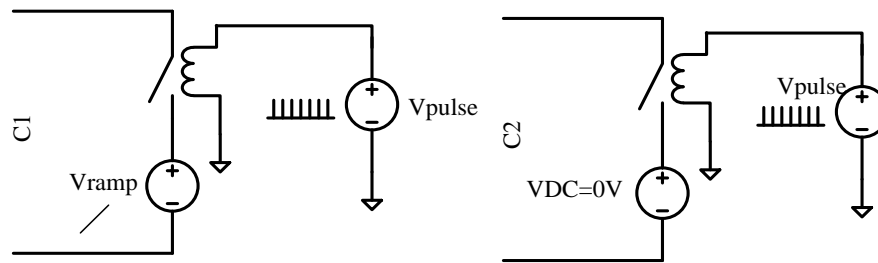 C1
Vramp
Vpulse
C2
VDC=0V
Vpulse